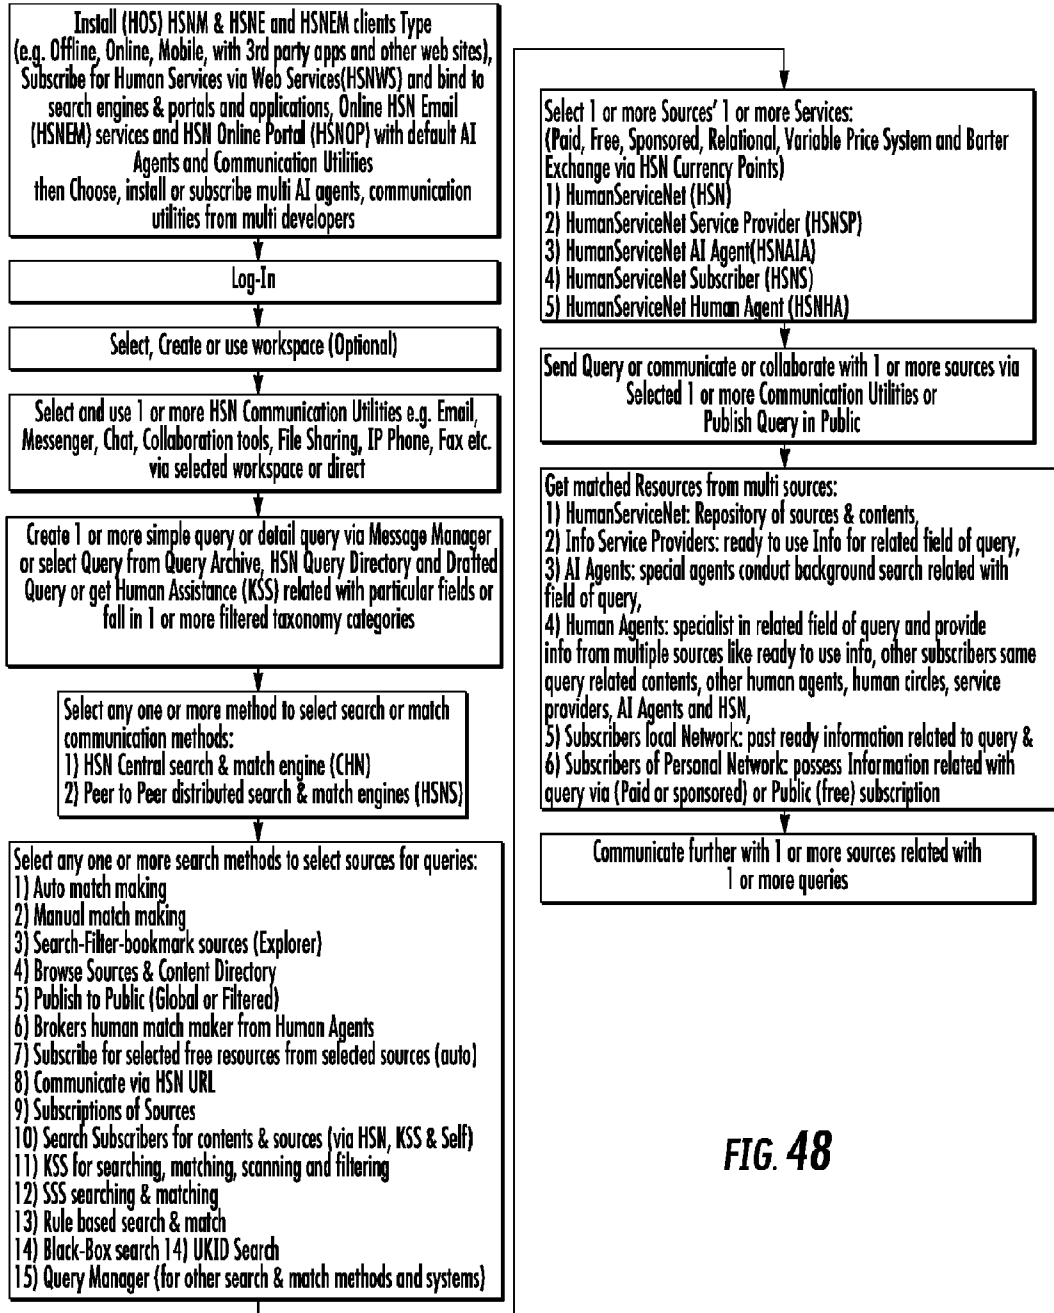 Install (HOS) HSNM & HSNE and HSNEM clients Type
(e.g. Offline, Online, Mobile, with 3rd party apps and other web sites),
Subscribe for Human Services via Web Services(HSNWS) and bind to
search engines & portals and applications, Online HSN Email
(HSNEM) services and HSN Online Portal (HSNOP) with default AI
Agents and Communication Utilities
then Choose, install or subscribe multi AI agents, communication
utilities from multi developers
Log-In
Select, Create or use workspace (Optional)
Select and use 1 or more HSN Communication Utilities e.g. Email,
Messenger, Chat, Collaboration tools, File Sharing, IP Phone, Fax etc.
via selected workspace or direct
Create 1 or more simple query or detail query via Message Manager
or select Query from Query Archive, HSN Query Directory and Drafted
Query or get Human Assistance (KSS) related with particular fields or
fall in 1 or more filtered taxonomy categories
Select any one or more method to select search or match
communication methods:
1) HSN Central search & match engine (CHN)
2) Peer to Peer distributed search & match engines (HSNS)
Select any one or more search methods to select sources for queries:
1) Auto match making
2) Manual match making
3) Search-Filter-bookmark sources (Explorer)
4) Browse Sources & Content Directory
5) Publish to Public (Global or Filtered)
6) Brokers human match maker from Human Agents
7) Subscribe for selected free resources from selected sources (auto)
8) Communicate via HSN URL
9) Subscriptions of Sources
10) Search Subscribers for contents & sources (via HSN, KSS & Self)
11) KSS for searching, matching, scanning and filtering
12) SSS searching & matching
13) Rule based search & match
14) Black-Box search 14) UKID Search
15) Query Manager (for other search & match methods and systems)
Select 1 or more Sources' 1 or more Services:
(Paid, Free, Sponsored, Relational, Variable Price System and Barter
Exchange via HSN Currency Points)
1) HumanServiceNet (HSN)
2) HumanServiceNet Service Provider (HSNSP)
3) HumanServiceNet AI Agent(HSNAIA)
4) HumanServiceNet Subscriber (HSNS)
5) HumanServiceNet Human Agent (HSNHA)
Send Query or communicate or collaborate with 1 or more sources via
Selected 1 or more Communication Utilities or
Publish Query in Public
Get matched Resources from multi sources:
1) HumanServiceNet: Repository of sources & contents,
2) Info Service Providers: ready to use Info for related field of query,
3) AI Agents: special agents conduct background search related with
field of query,
4) Human Agents: specialist in related field of query and provide
info from multiple sources like ready to use info, other subscribers same
query related contents, other human agents, human circles, service
providers, AI Agents and HSN,
5) Subscribers local Network: past ready information related to query &
6) Subscribers of Personal Network: possess Information related with
query via (Paid or sponsored) or Public (free) subscription
Communicate further with 1 or more sources related with
1 or more queries
FIG. 48